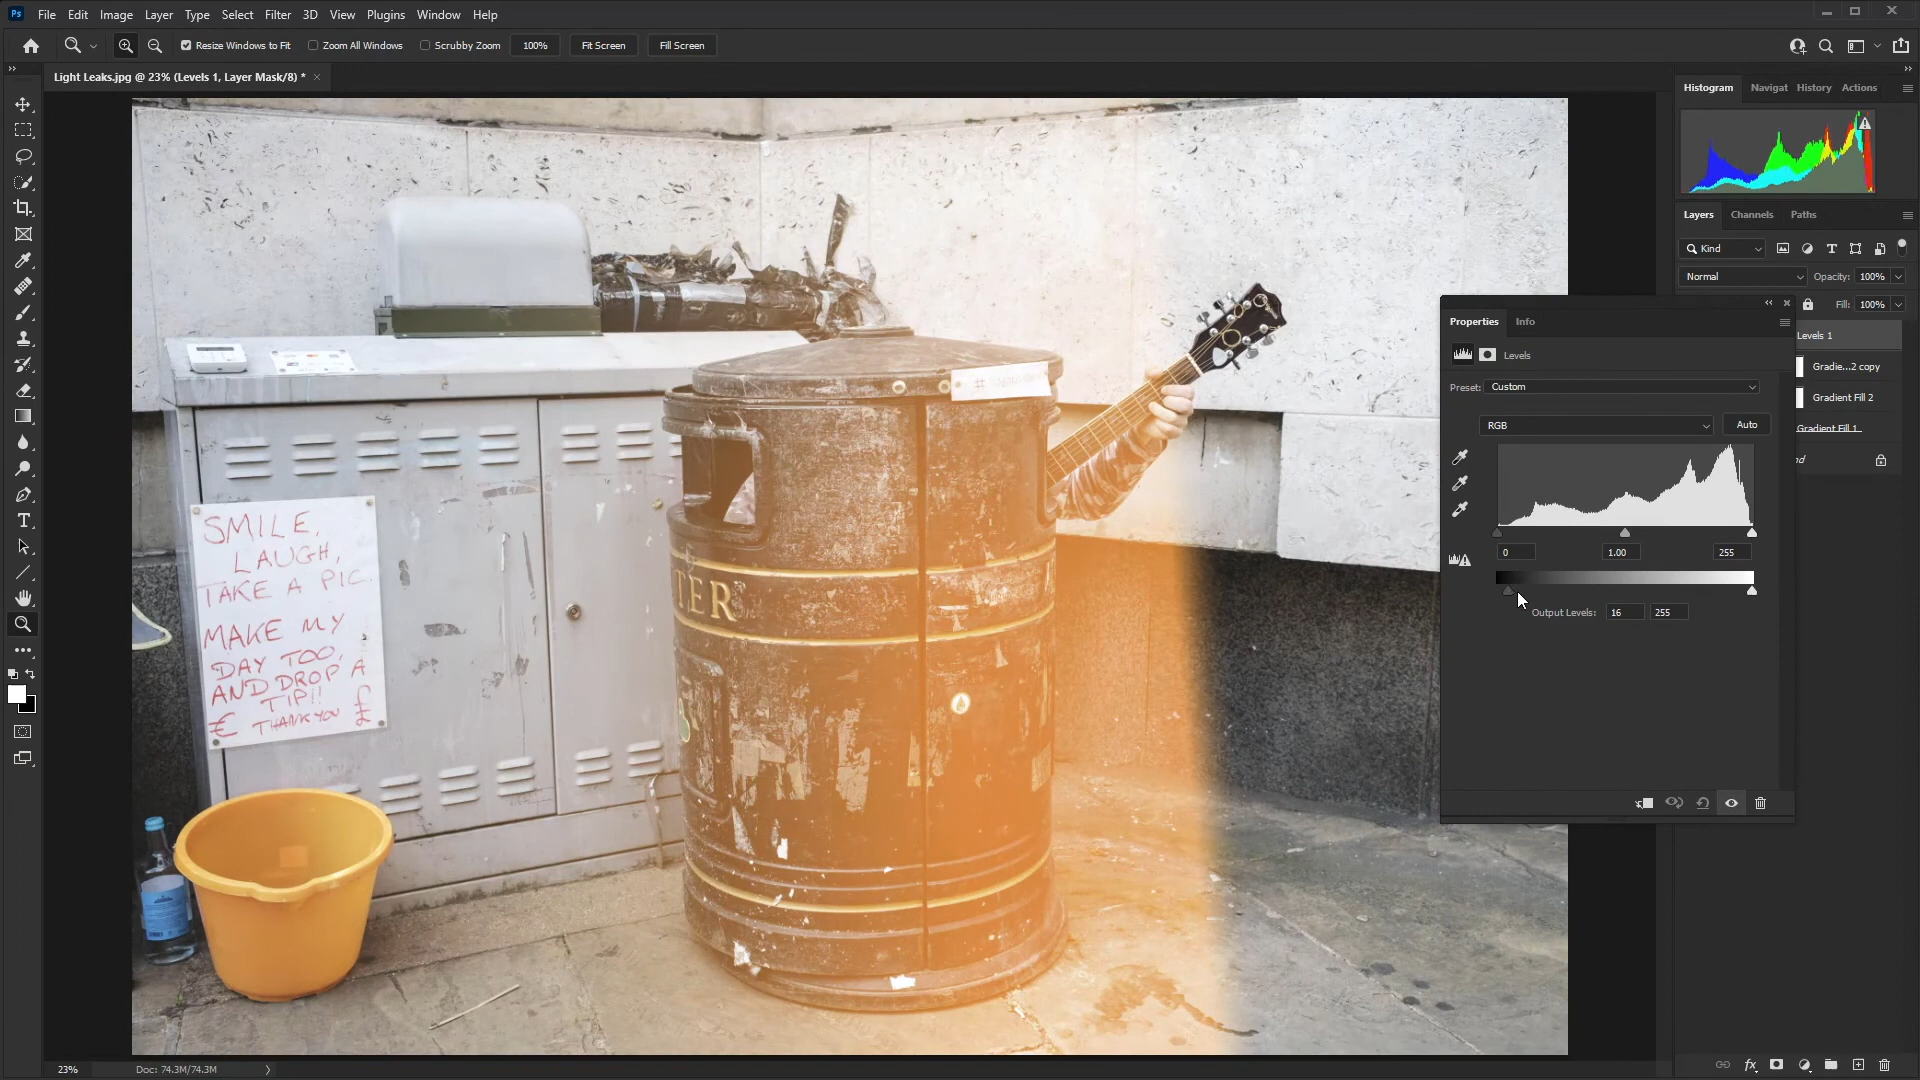 Ps File Edit Image Layer Type Select Filter 3D View Plugins Window Help
Resize Windows to Fit Zoom All Windows Scrubby Zoom 100% Fit Screen Fill Screen
Light Leaks.jpg @ 23% (Levels 1, Layer Mask/8) *
Histogram Navigat History Actions
Layers Channels Paths
Kind
Normal Opacity: 100%
Fill: 100%
Properties Info
Levels 1
Levels
Gradie...2 copy
Preset: Custom
Gradient Fill 2
RGB Auto
Gradient Fill 1
0 1.00 255
Output Levels: 16 255
SMILE,
LAUGH,
TAKE A PIC.
MAKE MY
DAY TOO,
AND DROP A
TIP!! £
€ THANK YOU
TER
23% Doc: 74.3M/74.3M